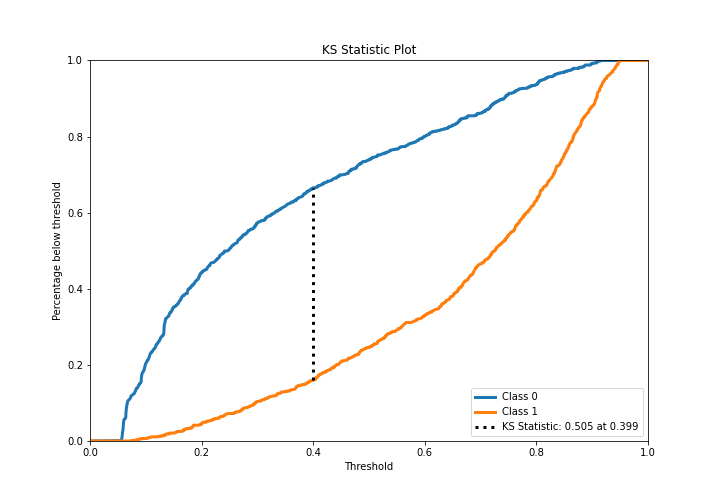 KS Statistic Plot
1.0
0.8
0.6
0.4
0.2
0.0
Percentage below threshold
0.0 0.2 0.4 0.6 0.8 1.0
Threshold
Class 0
Class 1
KS Statistic: 0.505 at 0.399